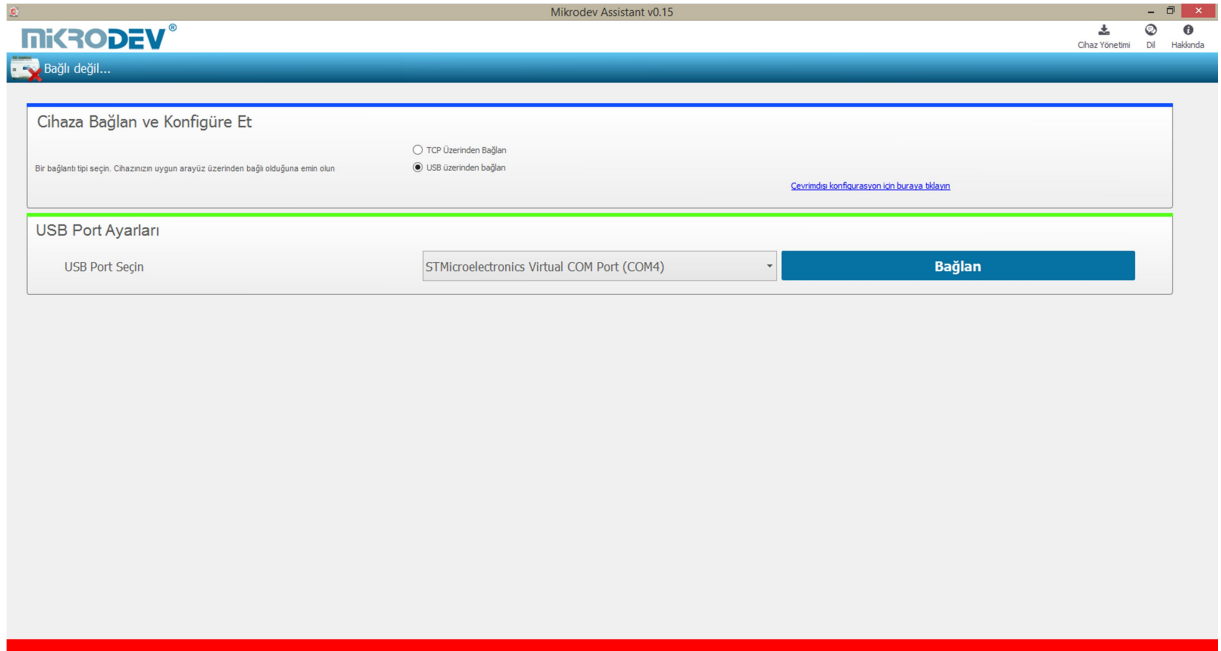 Mikrodev Assistant v0.15
MiKRODEV®
Cihaz Yönetimi
Dil
Hakkında
Bağlı değil...
Cihaza Bağlan ve Konfigüre Et
TCP Üzerinden Bağlan
Bir bağlantı tipi seçin. Cihazınızın uygun arayüz üzerinden bağlı olduğuna emin olun
USB üzerinden bağlan
Çevrimdışı konfigurasyon için buraya tıklayın
USB Port Ayarları
USB Port Seçin
STMicroelectronics Virtual COM Port (COM4)
Bağlan